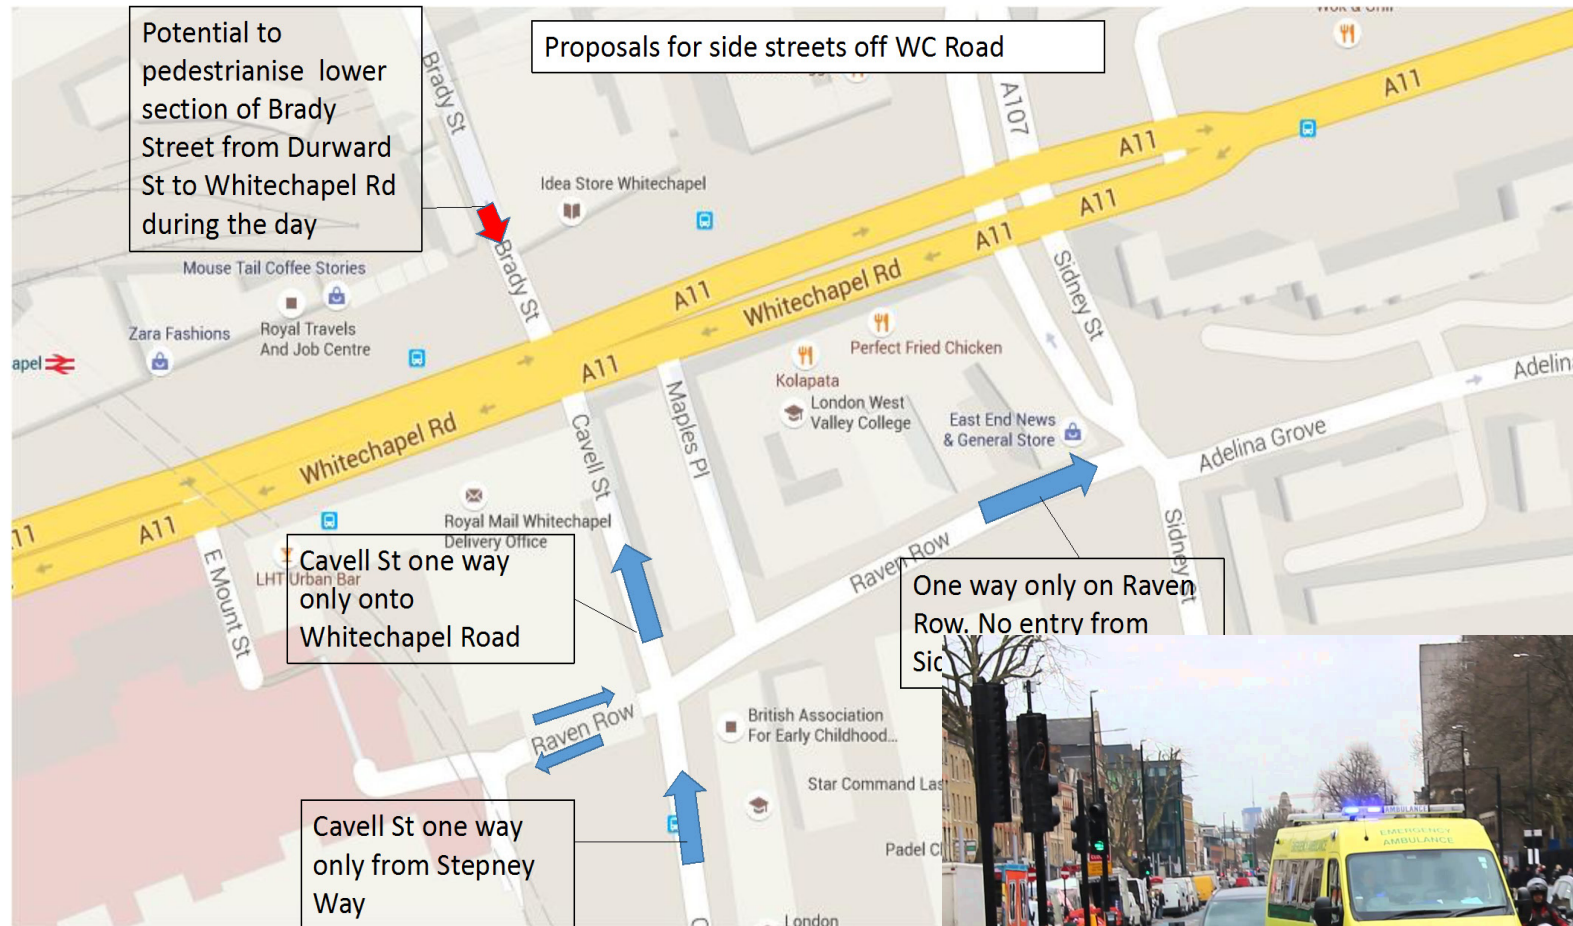 Potential to
pedestrianise lower
section of Brady
Street from Durward
St to Whitechapel Rd
during the day
Proposals for side streets off WC Road
Brady St
A107
A11
A11
Idea Store Whitechapel
A11
A11
Brady St
Mouse Tail Coffee Stories
Sidney St
A11
Whitechapel Rd
Zara Fashions
Royal Travels
And Job Centre
apel
Perfect Fried Chicken
A11
Kolapata
Adelin
Maples Pl
London West
Valley College
East End News
& General Store
Cavell St
Whitechapel Rd
Adelina Grove
11
A11
Royal Mail Whitechapel
Delivery Office
Sidney St
E Mount St
LHT Urban Bar
Cavell St one way
only onto
Whitechapel Road
Raven Row
One way only on Raven
Row. No entry from
Raven Row
British Association
For Early Childhood...
Star Command Las
Cavell St one way
only from Stepney
Way
Padel C
London
AMBULANCE
EMERGENCY
AMBULANCE